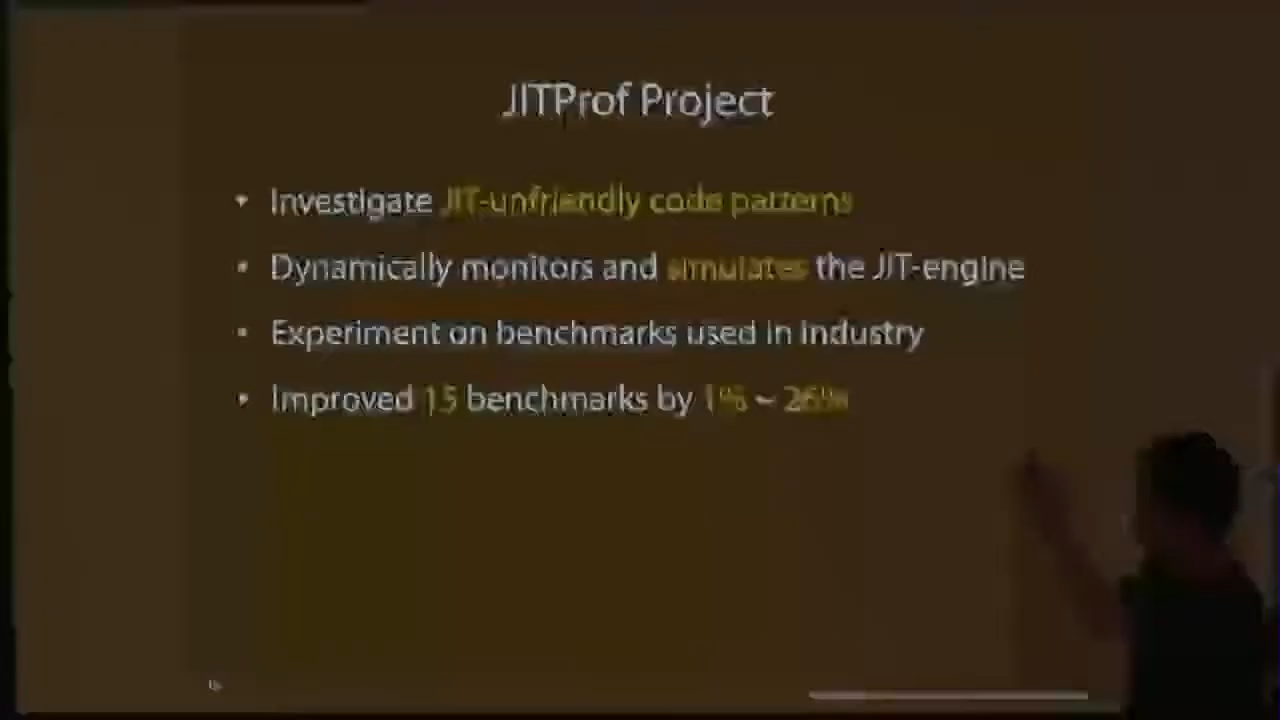 JITProf Project
• Investigate JIT-unfriendly code patterns
• Dynamically monitors and simulates the JIT-engine
• Experiment on benchmarks used in industry
• Improved 15 benchmarks by 1% ~ 26%